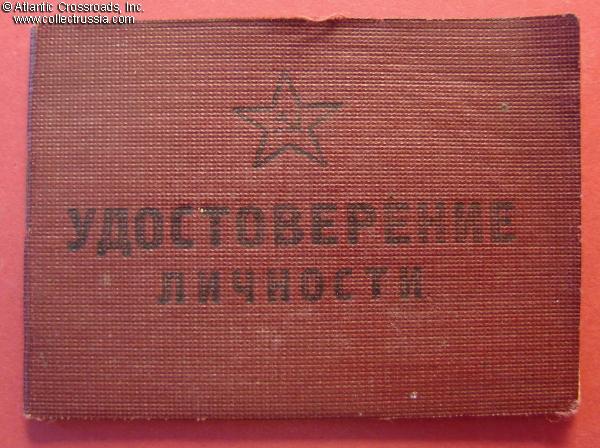 © Atlantic Crossroads, Inc.
www.collectrussia.com
УДОСТОВЕРЕНИЕ
ЛИЧНОСТИ